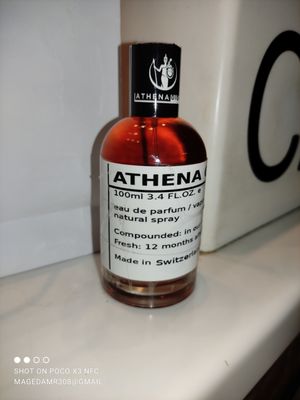 ATHENA
ATHENA
100ml 3.4 FL.OZ. e
eau de parfum /
natural spray
Compounded: in
Fresh: 12 months
Made in Switzerla
C
SHOT ON POCO X3 NFC
MAGEDAMR308@GMAIL